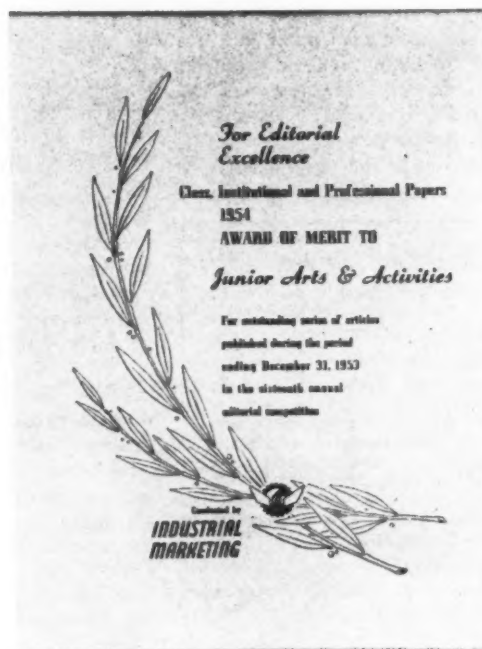 For Editorial
Excellence
Class, Institutional and Professional Papers
1954
AWARD OF MERIT TO
Junior Arts & Activities
For outstanding series of articles
published during the period
ending December 31, 1953
in the sixteenth annual
editorial competition
Conducted by
INDUSTRIAL
MARKETING